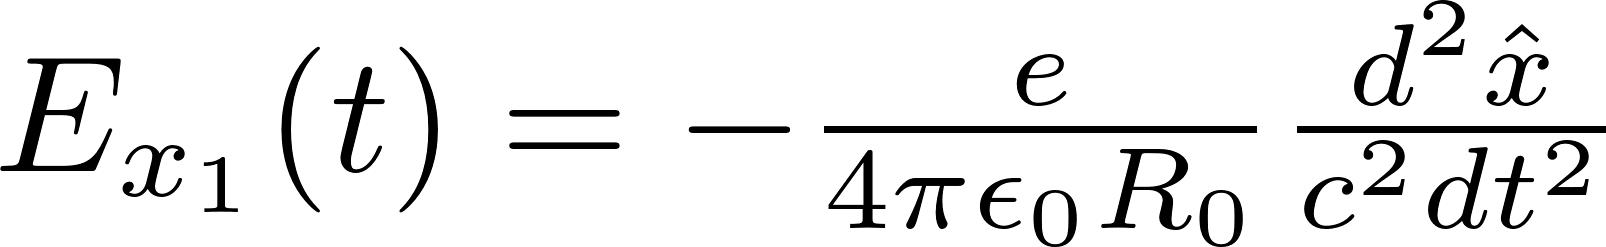 E_{x_1}(t) = -\frac{e}{4\pi\epsilon_0 R_0} \frac{d^2 \hat{x}}{c^2 dt^2}